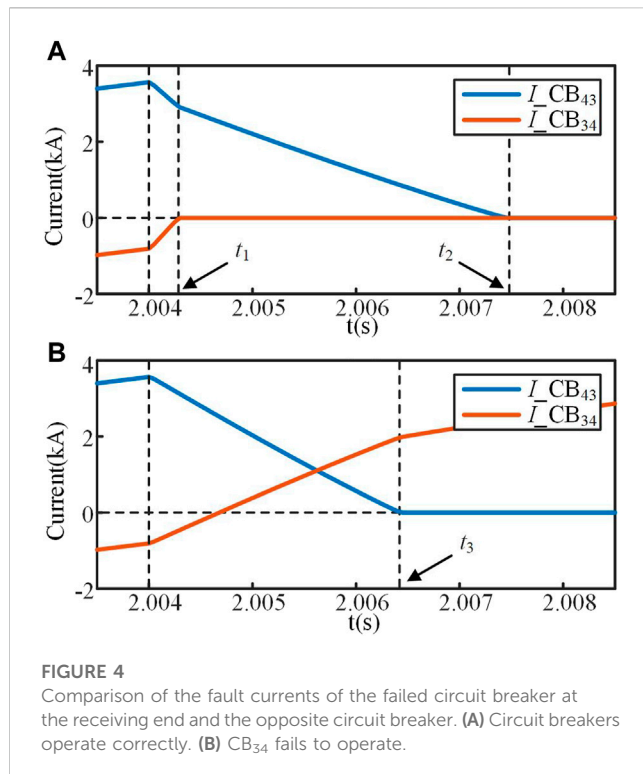 A
4
2
0
-2
Current(kA)
I_CB43
I_CB34
t1
t2
2.004 2.005 2.006 2.007 2.008
t(s)
B
4
2
0
-2
Current(kA)
I_CB43
I_CB34
t3
2.004 2.005 2.006 2.007 2.008
t(s)
FIGURE 4
Comparison of the fault currents of the failed circuit breaker at
the receiving end and the opposite circuit breaker. (A) Circuit breakers
operate correctly. (B) CB34 fails to operate.